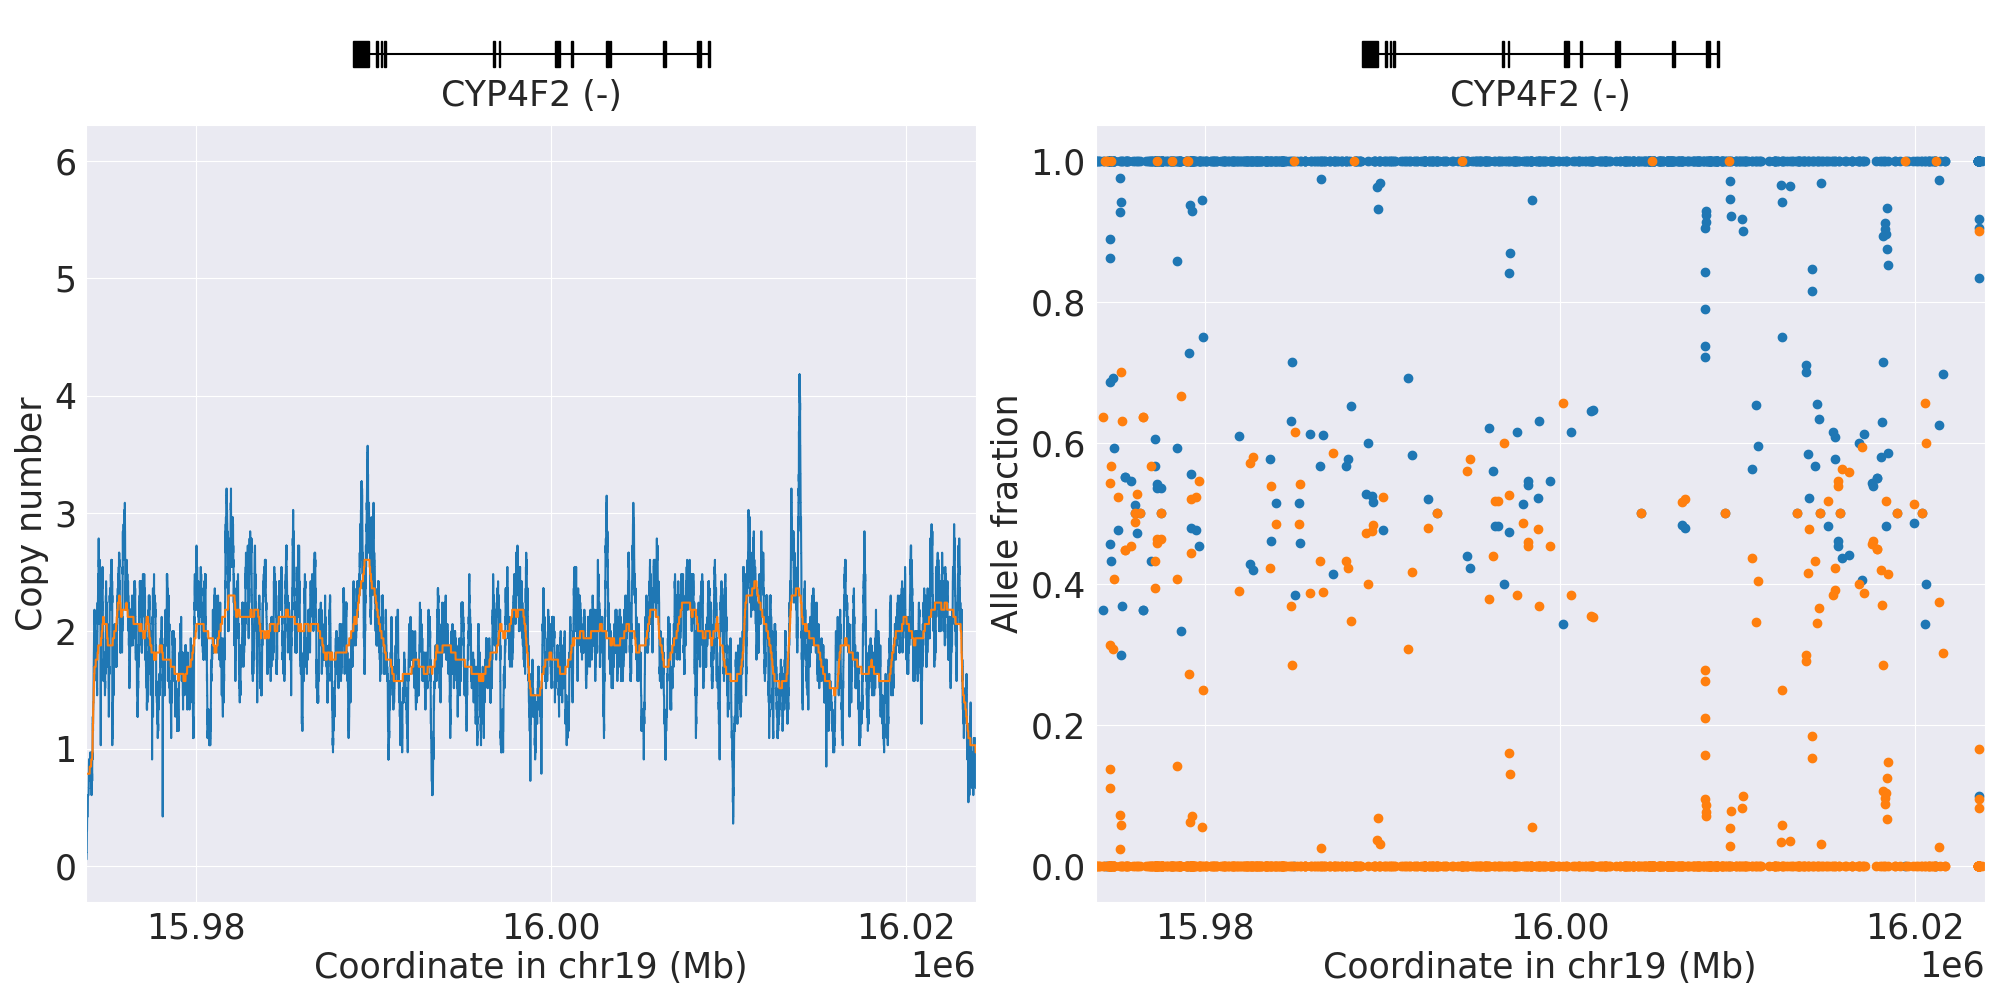 CYP4F2 (-)
6
5
4
3
2
1
0
Copy number
15.98
16.00
16.02
Coordinate in chr19 (Mb)
1e6
CYP4F2 (-)
1.0
0.8
0.6
0.4
0.2
0.0
Allele fraction
15.98
16.00
16.02
Coordinate in chr19 (Mb)
1e6